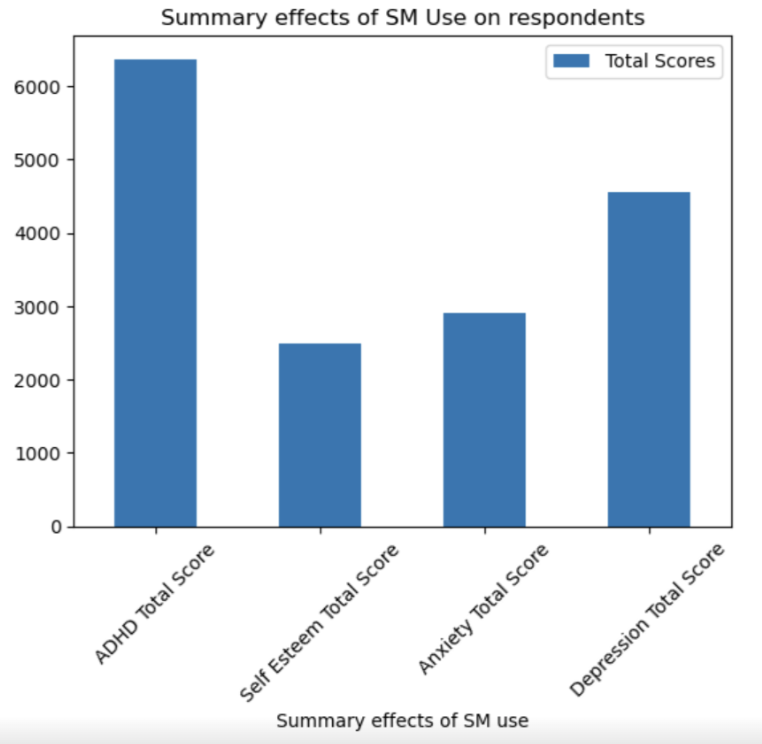 Summary effects of SM Use on respondents
Total Scores
6000
5000
4000
3000
2000
1000
0
ADHD Total Score
Self Esteem Total Score
Anxiety Total Score
Depression Total Score
Summary effects of SM use